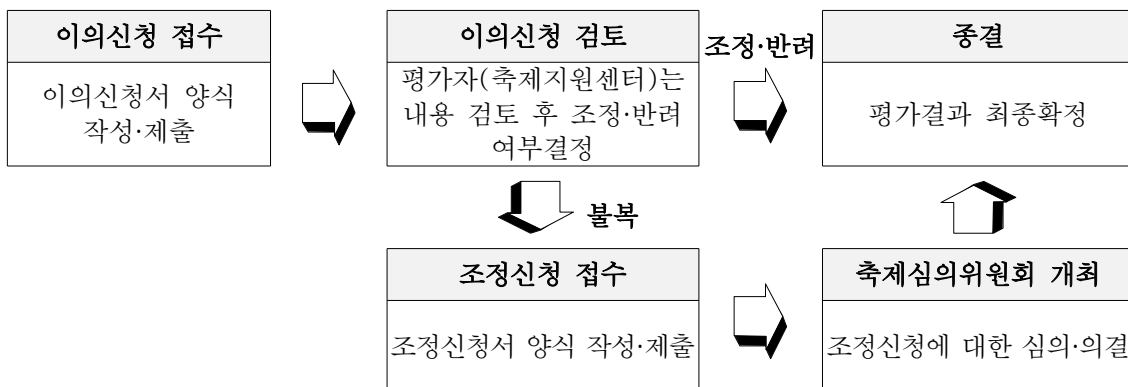 이의신청 접수
이의신청서 양식
작성·제출
이의신청 검토
평가자(축제지원센터)는
내용 검토 후 조정·반려
여부결정
조정·반려
종결
평가결과 최종확정
불복
조정신청 접수
조정신청서 양식 작성·제출
축제심의위원회 개최
조정신청에 대한 심의·의결